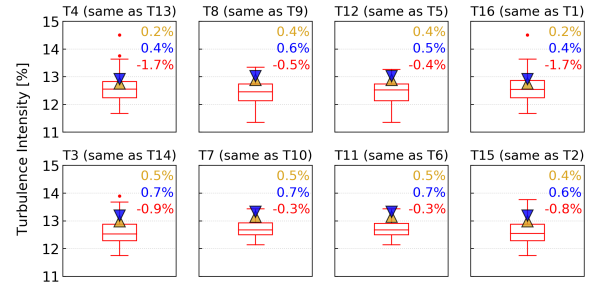 T4 (same as T13) T8 (same as T9) T12 (same as T5) T16 (same as T1)
15 0.2% 0.4% 0.4% 0.4%
14 0.4% 0.6% 0.5% 0.4%
-1.7% -0.5% -0.4% -1.7%
13
12
11
Turbulence Intensity [%]
T3 (same as T14) T7 (same as T10) T11 (same as T6) T15 (same as T2)
15 0.5% 0.5% 0.5% 0.4%
14 0.7% 0.7% 0.7% 0.6%
-0.9% -0.3% -0.3% -0.8%
13
12
11